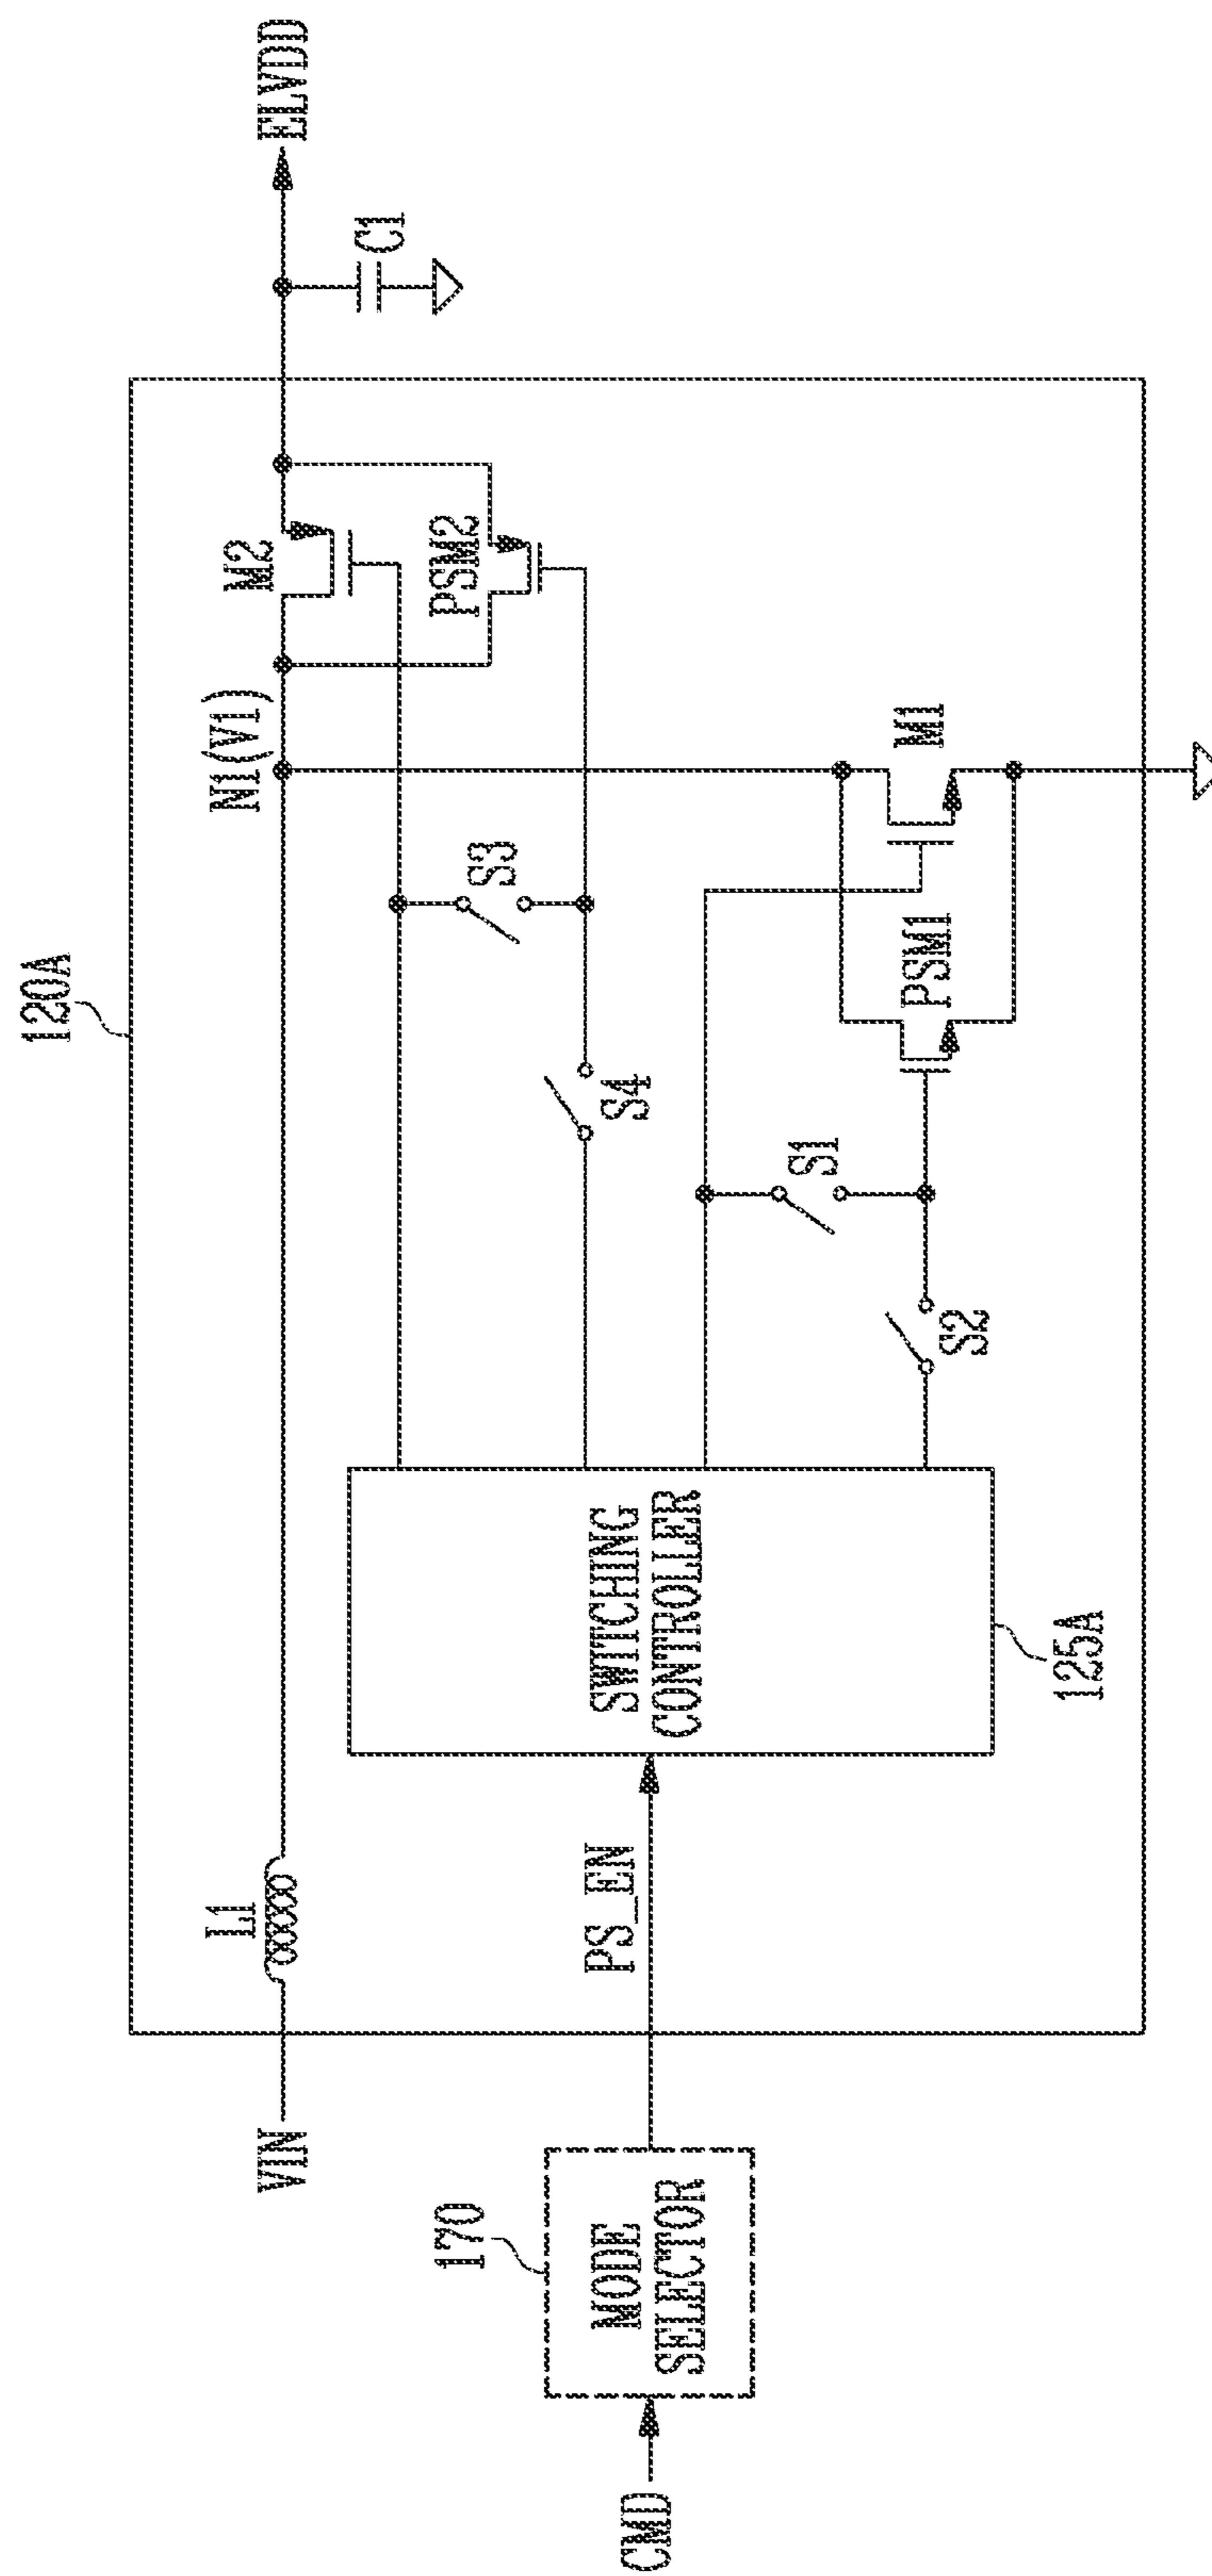 120A
VIN
L1
N1(V1)
M2
ELVDD
C1
PSM2
S3
S4
170
MODE
SELECTOR
CMD
PS_EN
SWITCHING
CONTROLLER
125A
S1
S2
PSM1
M1